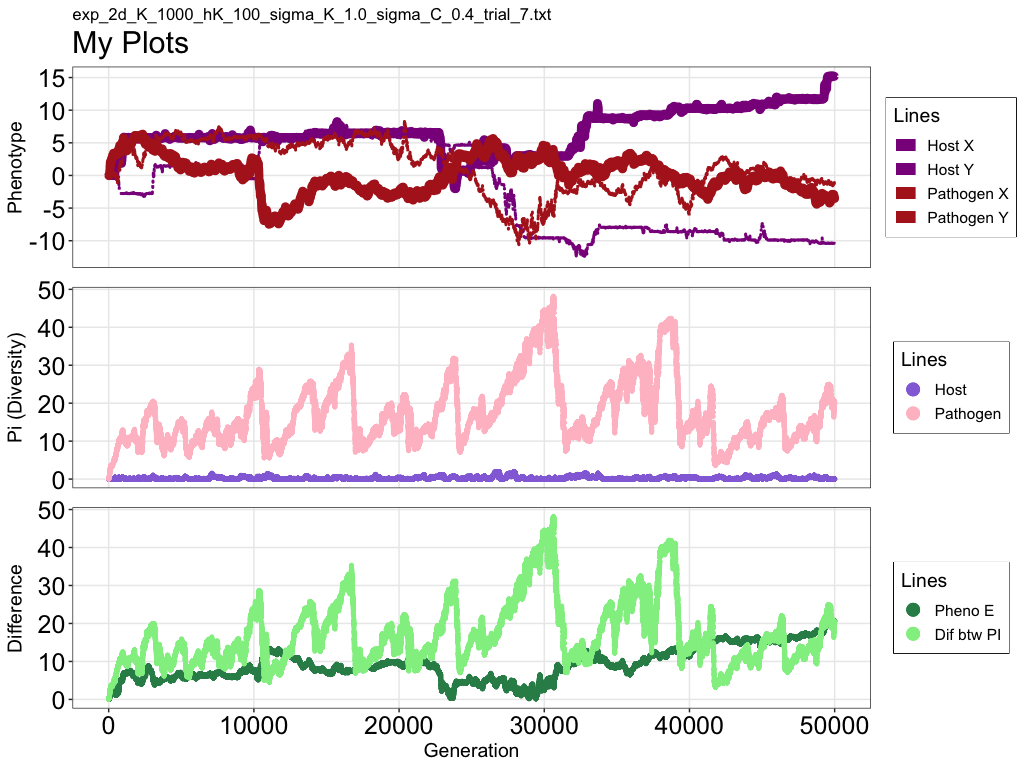 exp_2d_K_1000_hK_100_sigma_K_1.0_sigma_C_0.4_trial_7.txt
My Plots
Phenotype
15
10
5
0
-5
-10
Lines
Host X
Host Y
Pathogen X
Pathogen Y
Pi (Diversity)
50
40
30
20
10
0
Lines
Host
Pathogen
Difference
50
40
30
20
10
0
Lines
Pheno E
Dif btw PI
0 10000 20000 30000 40000 50000
Generation